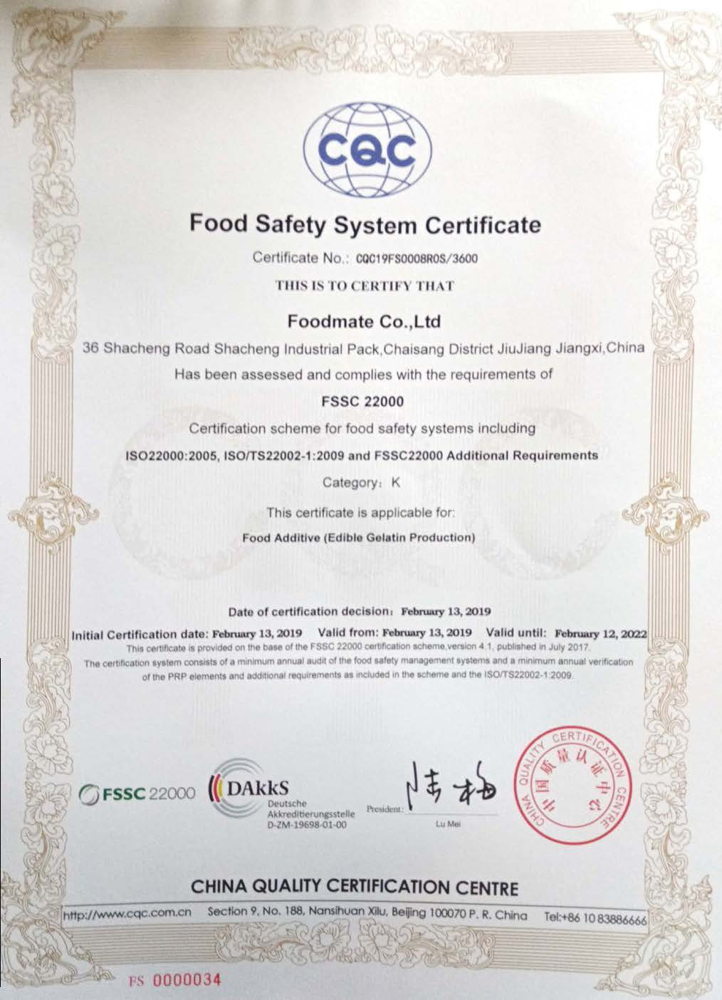 CQC
Food Safety System Certificate
Certificate No.: CQC19FS0008R0S/3600
THIS IS TO CERTIFY THAT
Foodmate Co.,Ltd
36 Shacheng Road Shacheng Industrial Pack,Chaisang District JiuJiang Jiangxi,China
Has been assessed and complies with the requirements of
FSSC 22000
Certification scheme for food safety systems including
ISO22000:2005, ISO/TS22002-1:2009 and FSSC22000 Additional Requirements
Category: K
This certificate is applicable for:
Food Additive (Edible Gelatin Production)
Date of certification decision: February 13, 2019
Initial Certification date: February 13, 2019 Valid from: February 13, 2019 Valid until: February 12, 2022
This certificate is provided on the base of the FSSC 22000 certification scheme,version 4.1, published in July 2017.
The certification system consists of a minimum annual audit of the food safety management systems and a minimum annual verification
of the PRP elements and additional requirements as included in the scheme and the ISO/TS22002-1:2009.
FSSC 22000
DAkkS
Deutsche
Akkreditierungsstelle
D-ZM-19698-01-00
President:
Lu Mei
CHINA QUALITY CERTIFICATION CENTRE
中国质量认证中心
CHINA QUALITY CERTIFICATION CENTRE
http://www.cqc.com.cn Section 9, No. 188, Nansihuan Xilu, Beijing 100070 P. R. China Tel:+86 10 83886666
FS 0000034